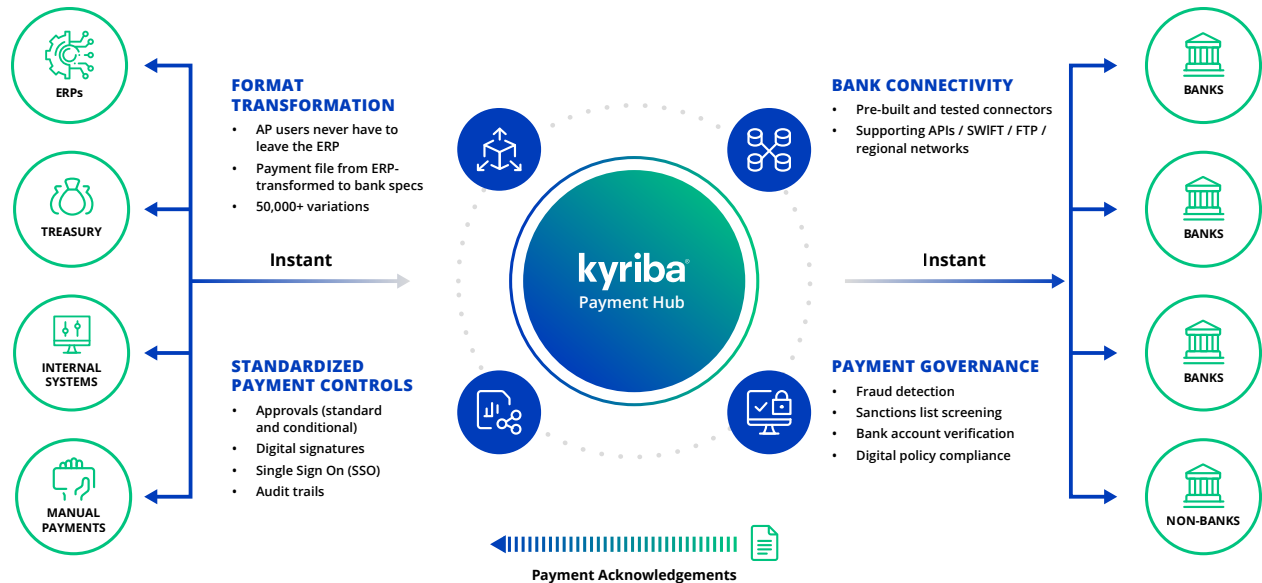 ERPs
TREASURY
INTERNAL
SYSTEMS
MANUAL
PAYMENTS
FORMAT
TRANSFORMATION
• AP users never have to
leave the ERP
• Payment file from ERP-
transformed to bank specs
• 50,000+ variations
Instant
STANDARDIZED
PAYMENT CONTROLS
• Approvals (standard
and conditional)
• Digital signatures
• Single Sign On (SSO)
• Audit trails
kyriba®
Payment Hub
Payment Acknowledgements
BANK CONNECTIVITY
• Pre-built and tested connectors
• Supporting APIs / SWIFT / FTP /
regional networks
Instant
PAYMENT GOVERNANCE
• Fraud detection
• Sanctions list screening
• Bank account verification
• Digital policy compliance
BANKS
BANKS
BANKS
NON-BANKS